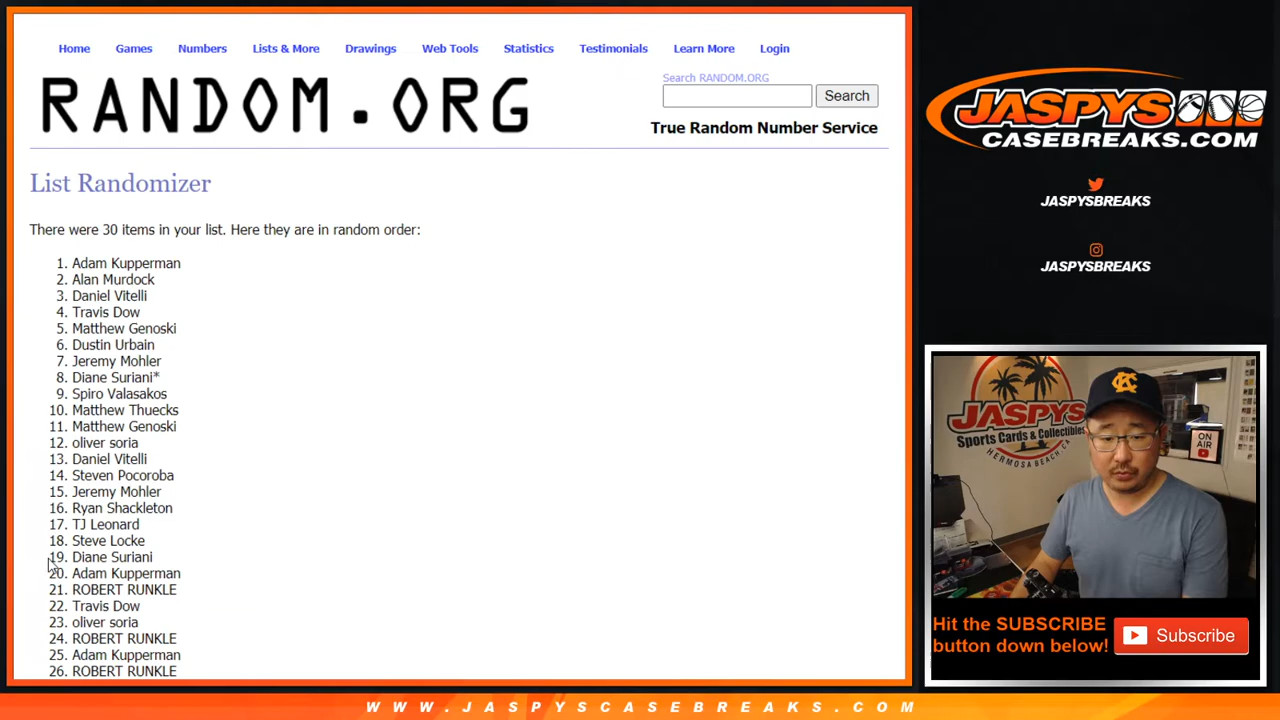 Home Games Numbers Lists & More Drawings Web Tools Statistics Testimonials Learn More Login
RANDOM.ORG
Search RANDOM.ORG
Search
True Random Number Service
List Randomizer
There were 30 items in your list. Here they are in random order:
1. Adam Kupperman
2. Alan Murdock
3. Daniel Vitelli
4. Travis Dow
5. Matthew Genoski
6. Dustin Urbain
7. Jeremy Mohler
8. Diane Suriani*
9. Spiro Valasakos
10. Matthew Thuecks
11. Matthew Genoski
12. oliver soria
13. Daniel Vitelli
14. Steven Pocoroba
15. Jeremy Mohler
16. Ryan Shackleton
17. TJ Leonard
18. Steve Locke
19. Diane Suriani
20. Adam Kupperman
21. ROBERT RUNKLE
22. Travis Dow
23. oliver soria
24. ROBERT RUNKLE
25. Adam Kupperman
26. ROBERT RUNKLE
JASPYS
CASEBREAKS.COM
JASPYSBREAKS
JASPYSBREAKS
JASPYS
Sports Cards & Collectibles
HERMOSA BEACH, CA
KC
ON
AIR
Hit the SUBSCRIBE
button down below!
Subscribe
WWW.JASPYSCASEBREAKS.COM